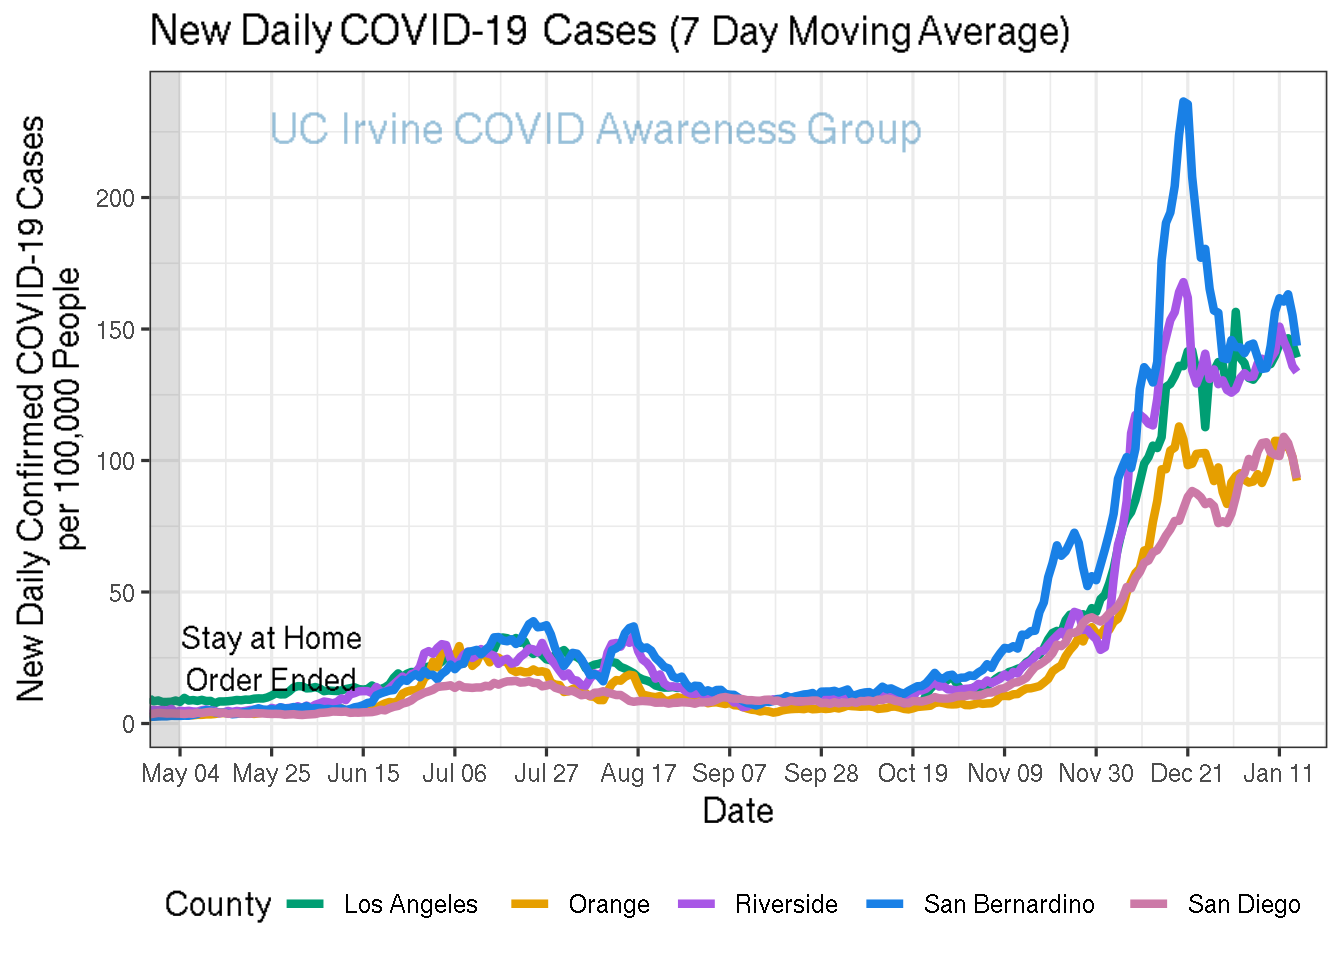 New Daily COVID-19 Cases (7 Day Moving Average)
UC Irvine COVID Awareness Group
New Daily Confirmed COVID-19 Cases
per 100,000 People
200
150
100
50
0
Stay at Home
Order Ended
May 04 May 25 Jun 15 Jul 06 Jul 27 Aug 17 Sep 07 Sep 28 Oct 19 Nov 09 Nov 30 Dec 21 Jan 11
Date
County Los Angeles Orange Riverside San Bernardino San Diego